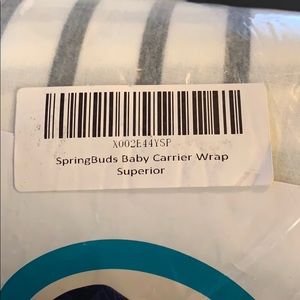 X002E44YSP
SpringBuds Baby Carrier Wrap
Superior